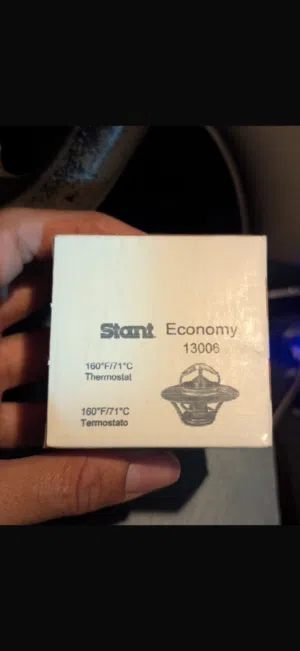 Stant Economy
13006
160°F/71°C
Thermostat
160°F/71°C
Termostato